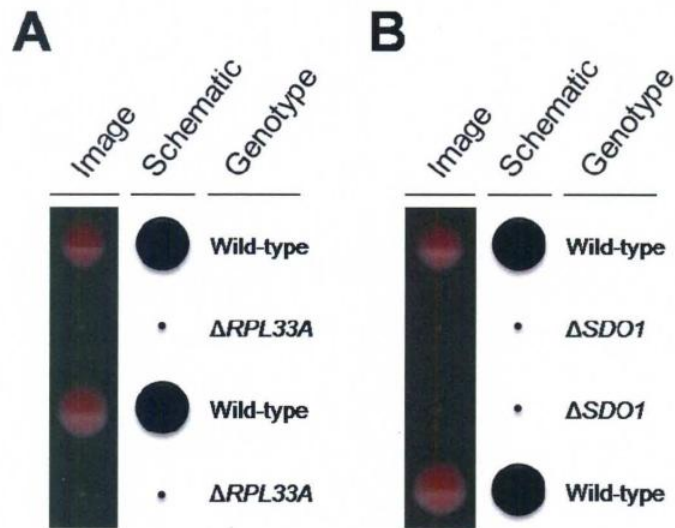 A
Image Schematic Genotype
Wild-type
ΔRPL33A
Wild-type
ΔRPL33A
B
Image Schematic Genotype
Wild-type
ΔSDO1
ΔSDO1
Wild-type